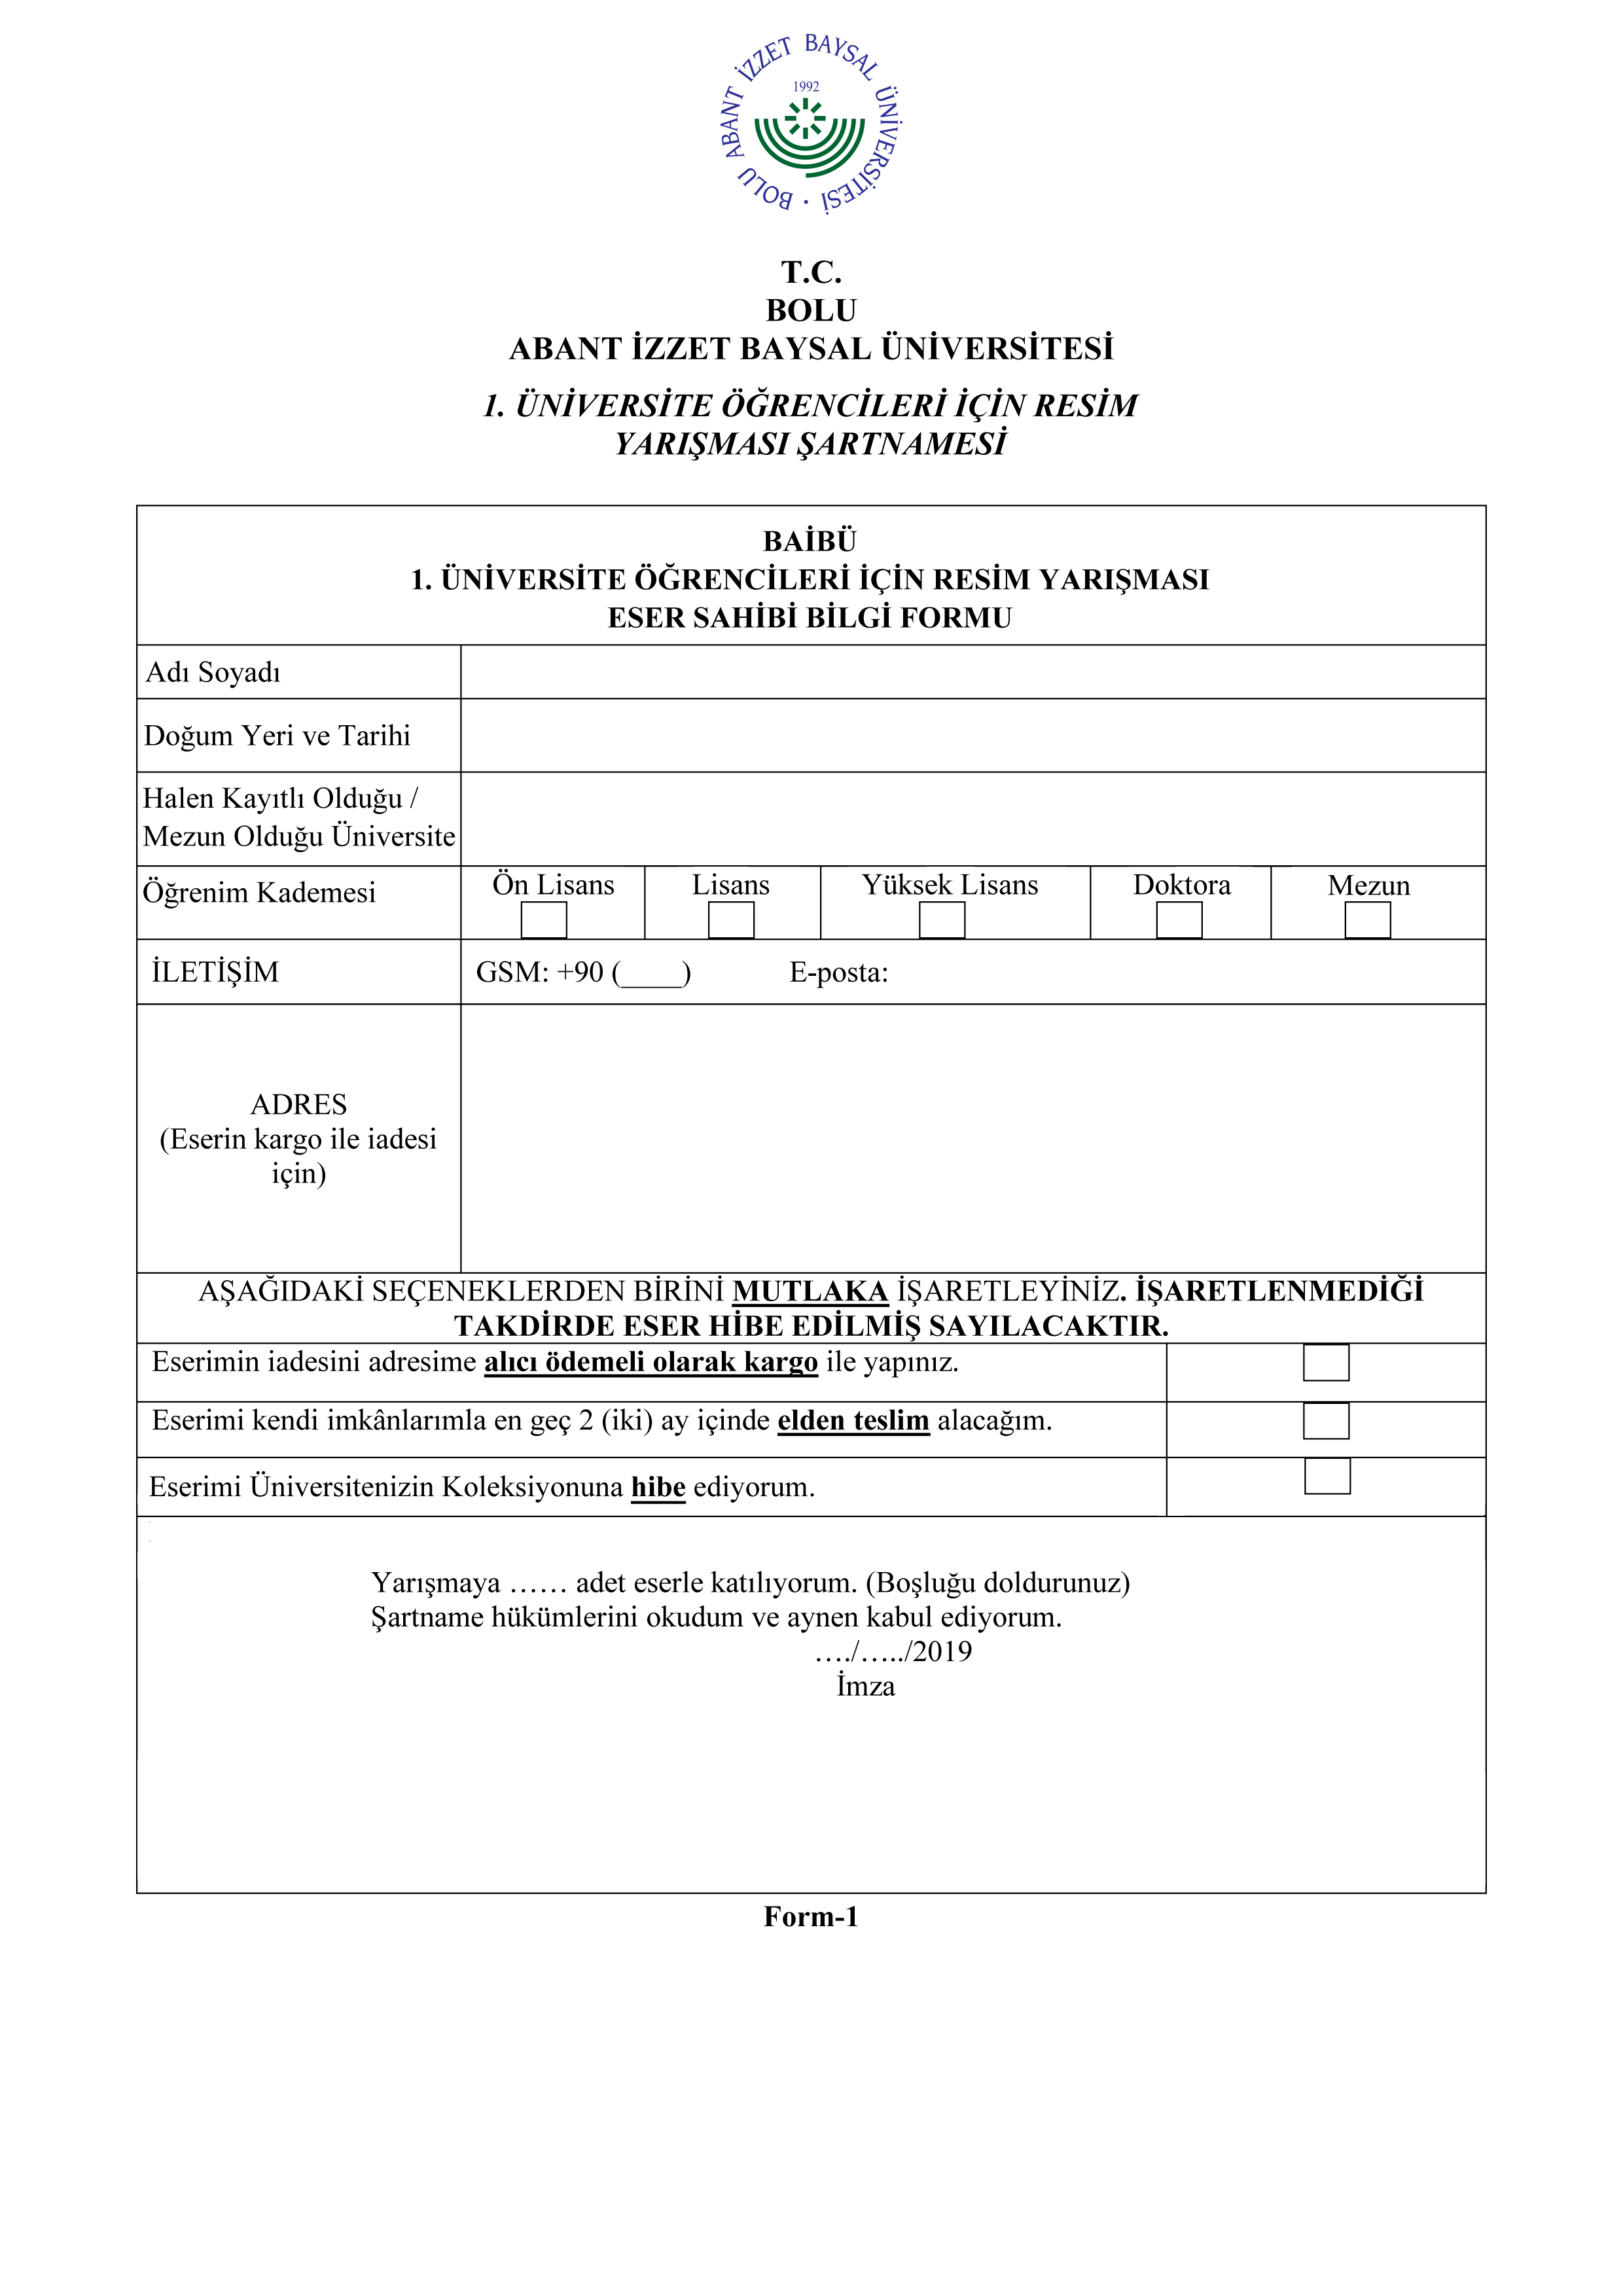 BOLU ABANT İZZET BAYSAL ÜNİVERSİTESİ ·
1992
T.C.
BOLU
ABANT İZZET BAYSAL ÜNİVERSİTESİ
1. ÜNİVERSİTE ÖĞRENCİLERİ İÇİN RESİM
YARIŞMASI ŞARTNAMESİ
BAİBÜ
1. ÜNİVERSİTE ÖĞRENCİLERİ İÇİN RESİM YARIŞMASI
ESER SAHİBİ BİLGİ FORMU
Adı Soyadı
Doğum Yeri ve Tarihi
Halen Kayıtlı Olduğu /
Mezun Olduğu Üniversite
Öğrenim Kademesi
Ön Lisans
Lisans
Yüksek Lisans
Doktora
Mezun
İLETİŞİM
GSM: +90 (____) E-posta:
ADRES
(Eserin kargo ile iadesi
için)
AŞAĞIDAKİ SEÇENEKLERDEN BİRİNİ MUTLAKA İŞARETLEYİNİZ. İŞARETLENMEDİĞİ
TAKDİRDE ESER HİBE EDİLMİŞ SAYILACAKTIR.
Eserimin iadesini adresime alıcı ödemeli olarak kargo ile yapınız.
Eserimi kendi imkânlarımla en geç 2 (iki) ay içinde elden teslim alacağım.
Eserimi Üniversitenizin Koleksiyonuna hibe ediyorum.
Yarışmaya …… adet eserle katılıyorum. (Boşluğu doldurunuz)
Şartname hükümlerini okudum ve aynen kabul ediyorum.
…./…../2019
İmza
Form-1